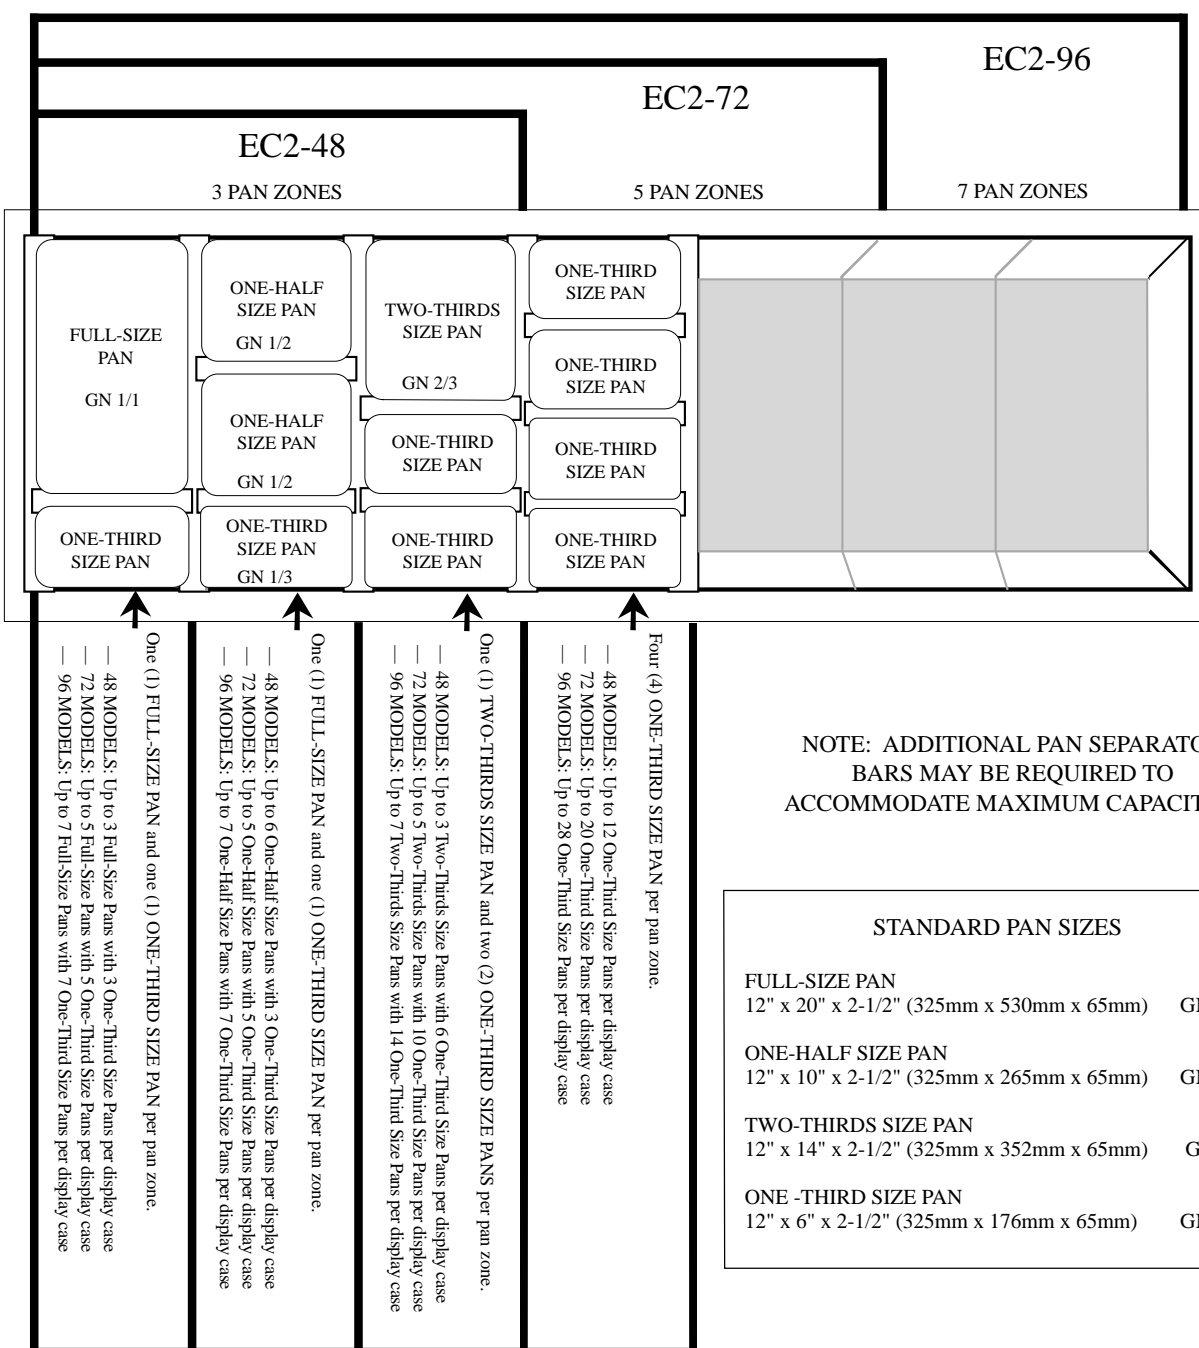 EC2-96
EC2-72
EC2-48
3 PAN ZONES
5 PAN ZONES
7 PAN ZONES
FULL-SIZE
PAN
GN 1/1
ONE-THIRD
SIZE PAN
ONE-HALF
SIZE PAN
GN 1/2
ONE-HALF
SIZE PAN
GN 1/2
ONE-THIRD
SIZE PAN
GN 1/3
TWO-THIRDS
SIZE PAN
GN 2/3
ONE-THIRD
SIZE PAN
ONE-THIRD
SIZE PAN
ONE-THIRD
SIZE PAN
ONE-THIRD
SIZE PAN
ONE-THIRD
SIZE PAN
ONE-THIRD
SIZE PAN
One (1) FULL-SIZE PAN and one (1) ONE-THIRD SIZE PAN per pan zone.
— 48 MODELS: Up to 3 Full-Size Pans with 3 One-Third Size Pans per display case
— 72 MODELS: Up to 5 Full-Size Pans with 5 One-Third Size Pans per display case
— 96 MODELS: Up to 7 Full-Size Pans with 7 One-Third Size Pans per display case
One (1) FULL-SIZE PAN and one (1) ONE-THIRD SIZE PAN per pan zone.
— 48 MODELS: Up to 6 One-Half Size Pans with 3 One-Third Size Pans per display case
— 72 MODELS: Up to 5 One-Half Size Pans with 5 One-Third Size Pans per display case
— 96 MODELS: Up to 7 One-Half Size Pans with 7 One-Third Size Pans per display case
One (1) TWO-THIRDS SIZE PAN and two (2) ONE-THIRD SIZE PANS per pan zone.
— 48 MODELS: Up to 3 Two-Thirds Size Pans with 6 One-Third Size Pans per display case
— 72 MODELS: Up to 5 Two-Thirds Size Pans with 10 One-Third Size Pans per display case
— 96 MODELS: Up to 7 Two-Thirds Size Pans with 14 One-Third Size Pans per display case
Four (4) ONE-THIRD SIZE PAN per pan zone.
— 48 MODELS: Up to 12 One-Third Size Pans per display case
— 72 MODELS: Up to 20 One-Third Size Pans per display case
— 96 MODELS: Up to 28 One-Third Size Pans per display case
NOTE: ADDITIONAL PAN SEPARATO
BARS MAY BE REQUIRED TO
ACCOMMODATE MAXIMUM CAPACIT
STANDARD PAN SIZES
FULL-SIZE PAN
12" x 20" x 2-1/2" (325mm x 530mm x 65mm)
ONE-HALF SIZE PAN
12" x 10" x 2-1/2" (325mm x 265mm x 65mm)
TWO-THIRDS SIZE PAN
12" x 14" x 2-1/2" (325mm x 352mm x 65mm) G
ONE -THIRD SIZE PAN
12" x 6" x 2-1/2" (325mm x 176mm x 65mm)